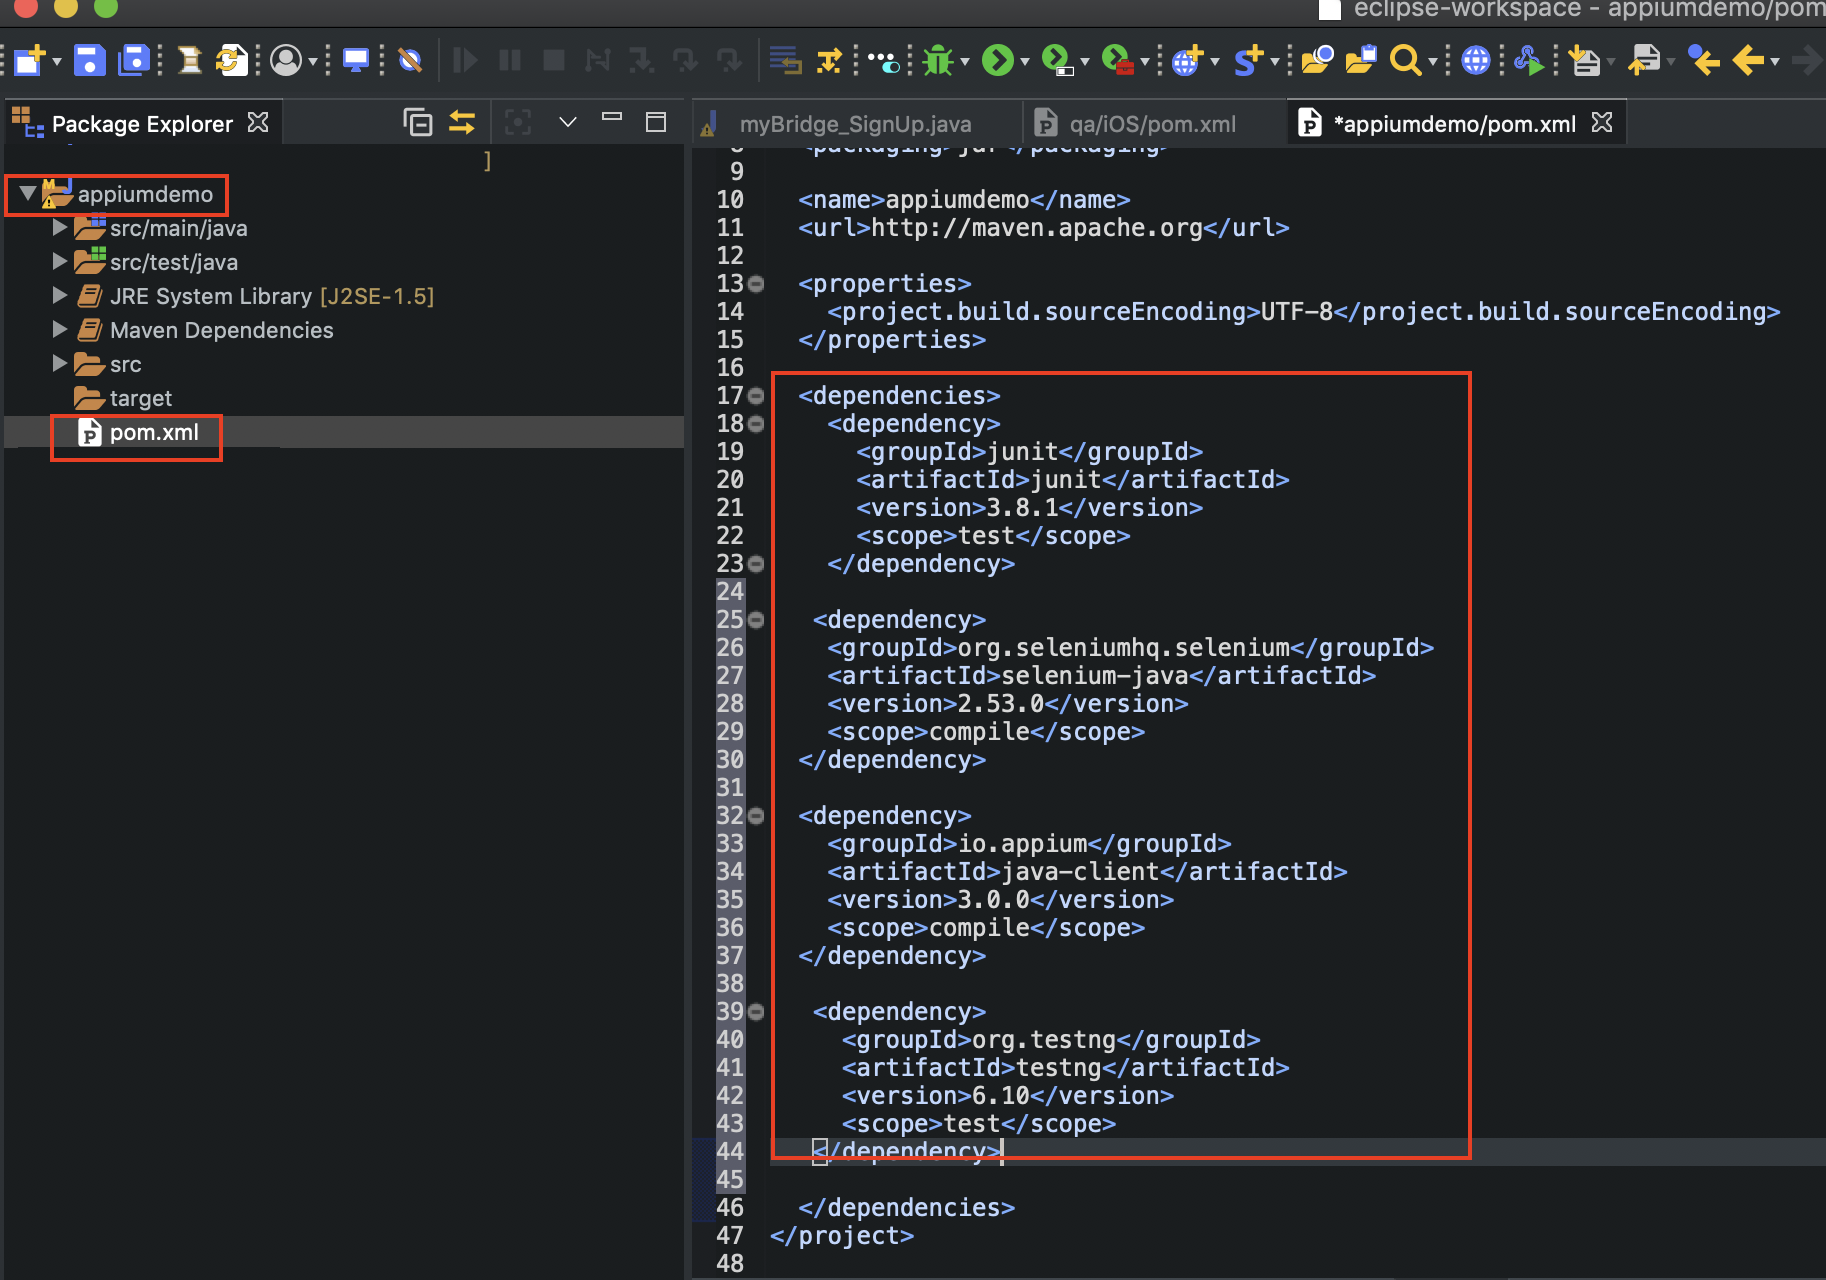 eclipse-workspace - appiumdemo/pom
Package Explorer
myBridge_SignUp.java
qa/iOS/pom.xml
*appiumdemo/pom.xml
]
appiumdemo
src/main/java
src/test/java
JRE System Library [J2SE-1.5]
Maven Dependencies
src
target
pom.xml
8 <packaging>jar</packaging>
9
10 <name>appiumdemo</name>
11 <url>http://maven.apache.org</url>
12
13 <properties>
14 <project.build.sourceEncoding>UTF-8</project.build.sourceEncoding>
15 </properties>
16
17 <dependencies>
18 <dependency>
19 <groupId>junit</groupId>
20 <artifactId>junit</artifactId>
21 <version>3.8.1</version>
22 <scope>test</scope>
23 </dependency>
24
25 <dependency>
26 <groupId>org.seleniumhq.selenium</groupId>
27 <artifactId>selenium-java</artifactId>
28 <version>2.53.0</version>
29 <scope>compile</scope>
30 </dependency>
31
32 <dependency>
33 <groupId>io.appium</groupId>
34 <artifactId>java-client</artifactId>
35 <version>3.0.0</version>
36 <scope>compile</scope>
37 </dependency>
38
39 <dependency>
40 <groupId>org.testng</groupId>
41 <artifactId>testng</artifactId>
42 <version>6.10</version>
43 <scope>test</scope>
44 </dependency>
45
46 </dependencies>
47 </project>
48